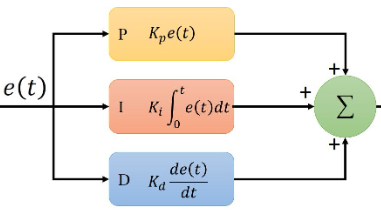 P K_p e(t)
+
e(t)
I K_i ∫_0^t e(t)dt
+
Σ
D K_d de(t)/dt
+